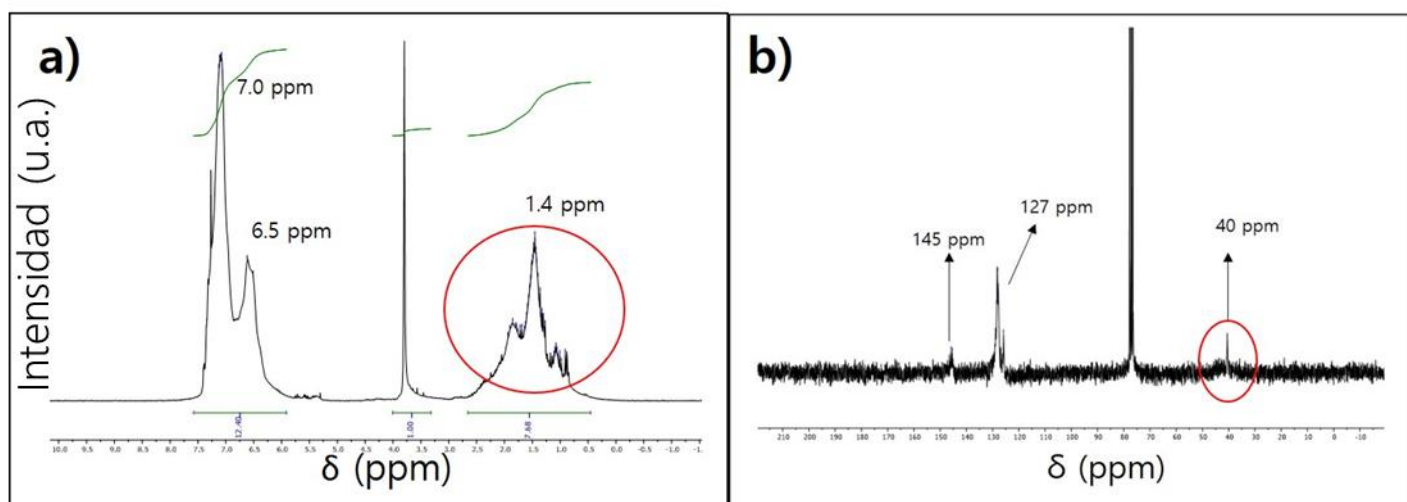 a)
Intensidad (u.a.)
7.0 ppm
6.5 ppm
1.4 ppm
12.40
1.00
7.68
10.0 9.5 9.0 8.5 8.0 7.5 7.0 6.5 6.0 5.5 5.0 4.5 4.0 3.5 3.0 2.5 2.0 1.5 1.0 0.5 0.0 -0.5 -1.0 -1.5
δ (ppm)
b)
145 ppm
127 ppm
40 ppm
210 200 190 180 170 160 150 140 130 120 110 100 90 80 70 60 50 40 30 20 10 0 -10
δ (ppm)